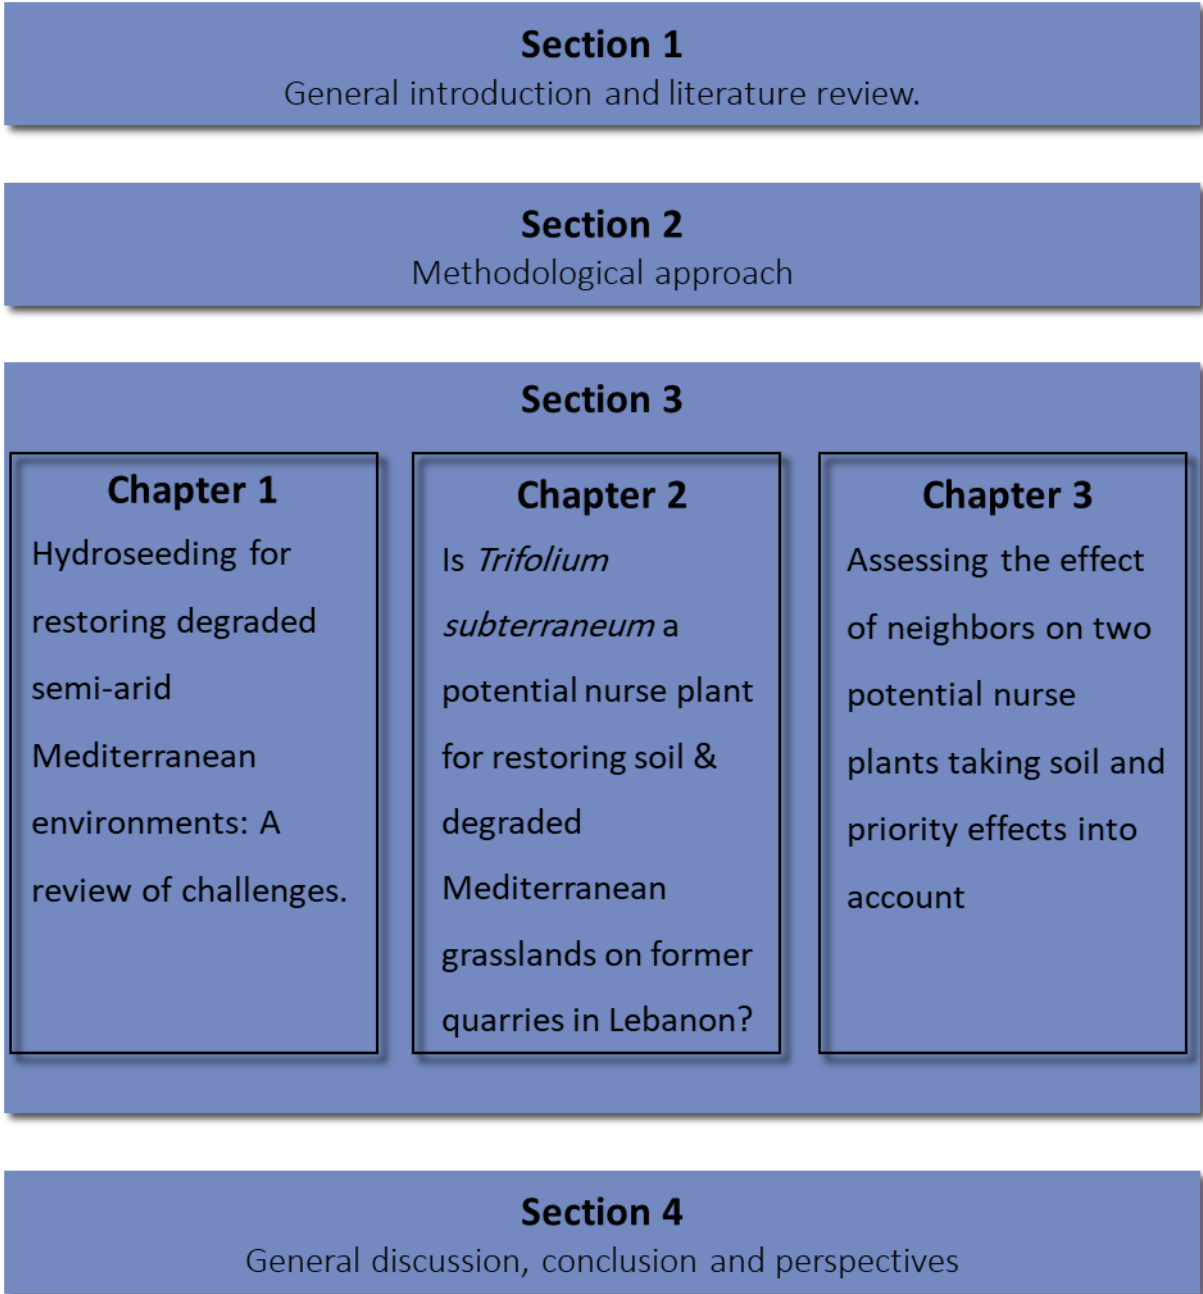 Section 1
General introduction and literature review.
Section 2
Methodological approach
Section 3
Chapter 1
Hydroseeding for
restoring degraded
semi-arid
Mediterranean
environments: A
review of challenges.
Chapter 2
Is Trifolium
subterraneum a
potential nurse plant
for restoring soil &
degraded
Mediterranean
grasslands on former
quarries in Lebanon?
Chapter 3
Assessing the effect
of neighbors on two
potential nurse
plants taking soil and
priority effects into
account
Section 4
General discussion, conclusion and perspectives